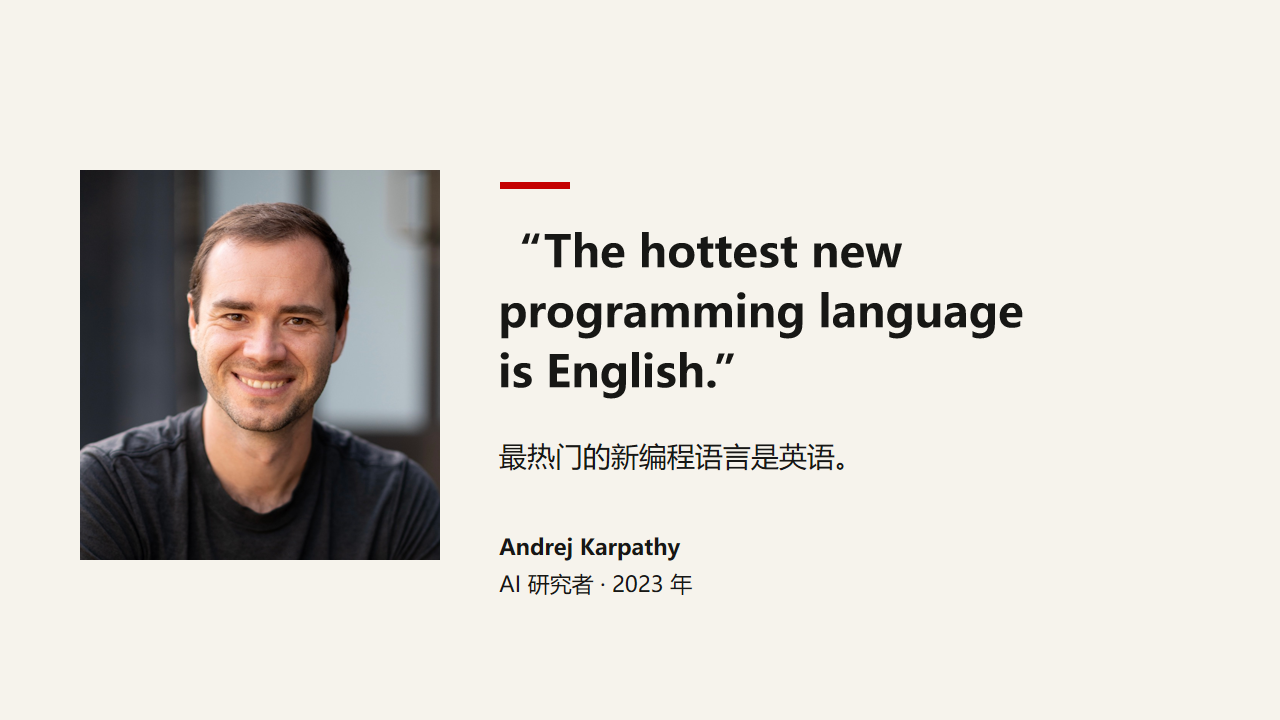 “The hottest new
programming language
is English.”
最热门的新编程语言是英语。
Andrej Karpathy
AI 研究者 · 2023 年